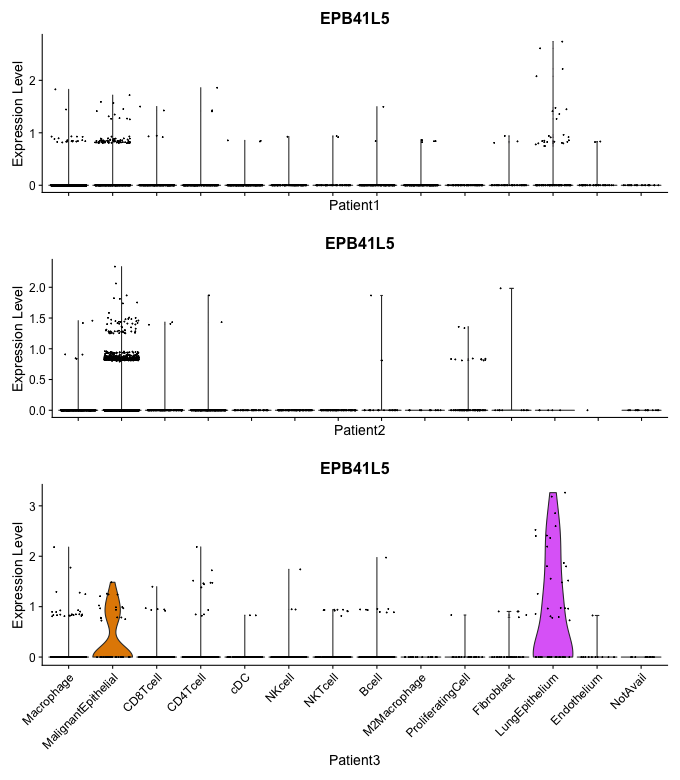 EPB41L5
Expression Level
2
1
0
Patient1
EPB41L5
Expression Level
2.0
1.5
1.0
0.5
0.0
Patient2
EPB41L5
Expression Level
3
2
1
0
Macrophage
MalignantEpithelial
CD8Tcell
CD4Tcell
cDC
NKcell
NKTcell
Bcell
M2Macrophage
ProliferatingCell
Fibroblast
LungEpithelium
Endothelium
NotAvail
Patient3